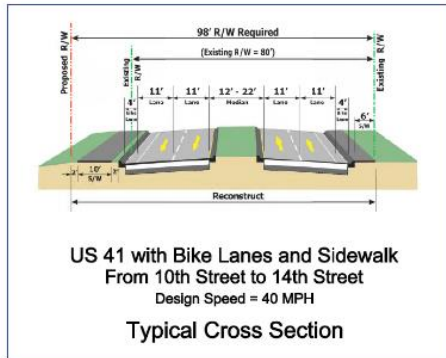 98' R/W Required
(Existing R/W = 80')
Proposed R/W
Existing R/W
Existing R/W
4' Bike Lane
11' Lane
11' Lane
12' - 22' Median
11' Lane
11' Lane
4' Bike Lane
6' S/W
2'
10' S/W
Reconstruct
US 41 with Bike Lanes and Sidewalk
From 10th Street to 14th Street
Design Speed = 40 MPH
Typical Cross Section